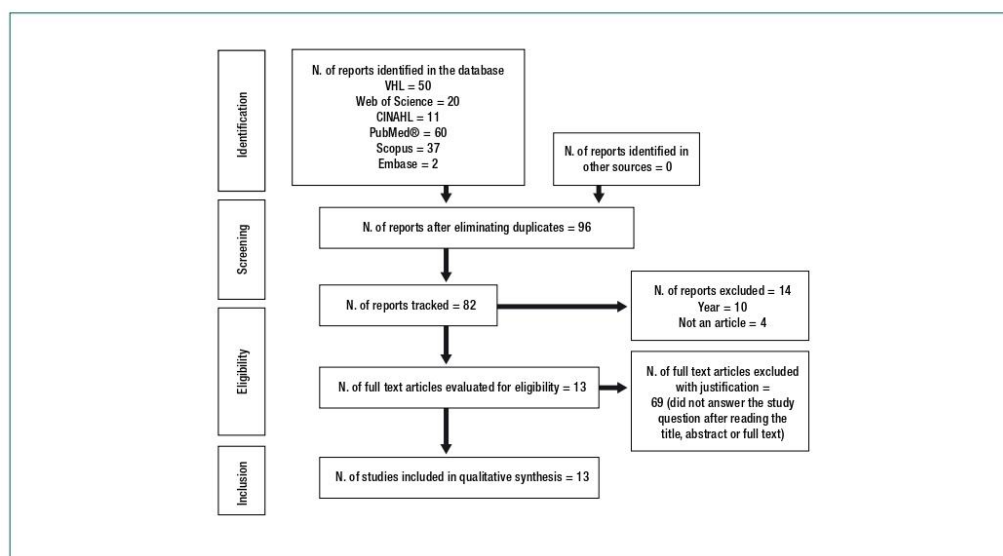 Identification
N. of reports identified in the database
VHL = 50
Web of Science = 20
CINAHL = 11
PubMed® = 60
Scopus = 37
Embase = 2
N. of reports identified in
other sources = 0
Screening
N. of reports after eliminating duplicates = 96
N. of reports tracked = 82
N. of reports excluded = 14
Year = 10
Not an article = 4
Eligibility
N. of full text articles evaluated for eligibility = 13
N. of full text articles excluded
with justification =
69 (did not answer the study
question after reading the
title, abstract or full text)
Inclusion
N. of studies included in qualitative synthesis = 13